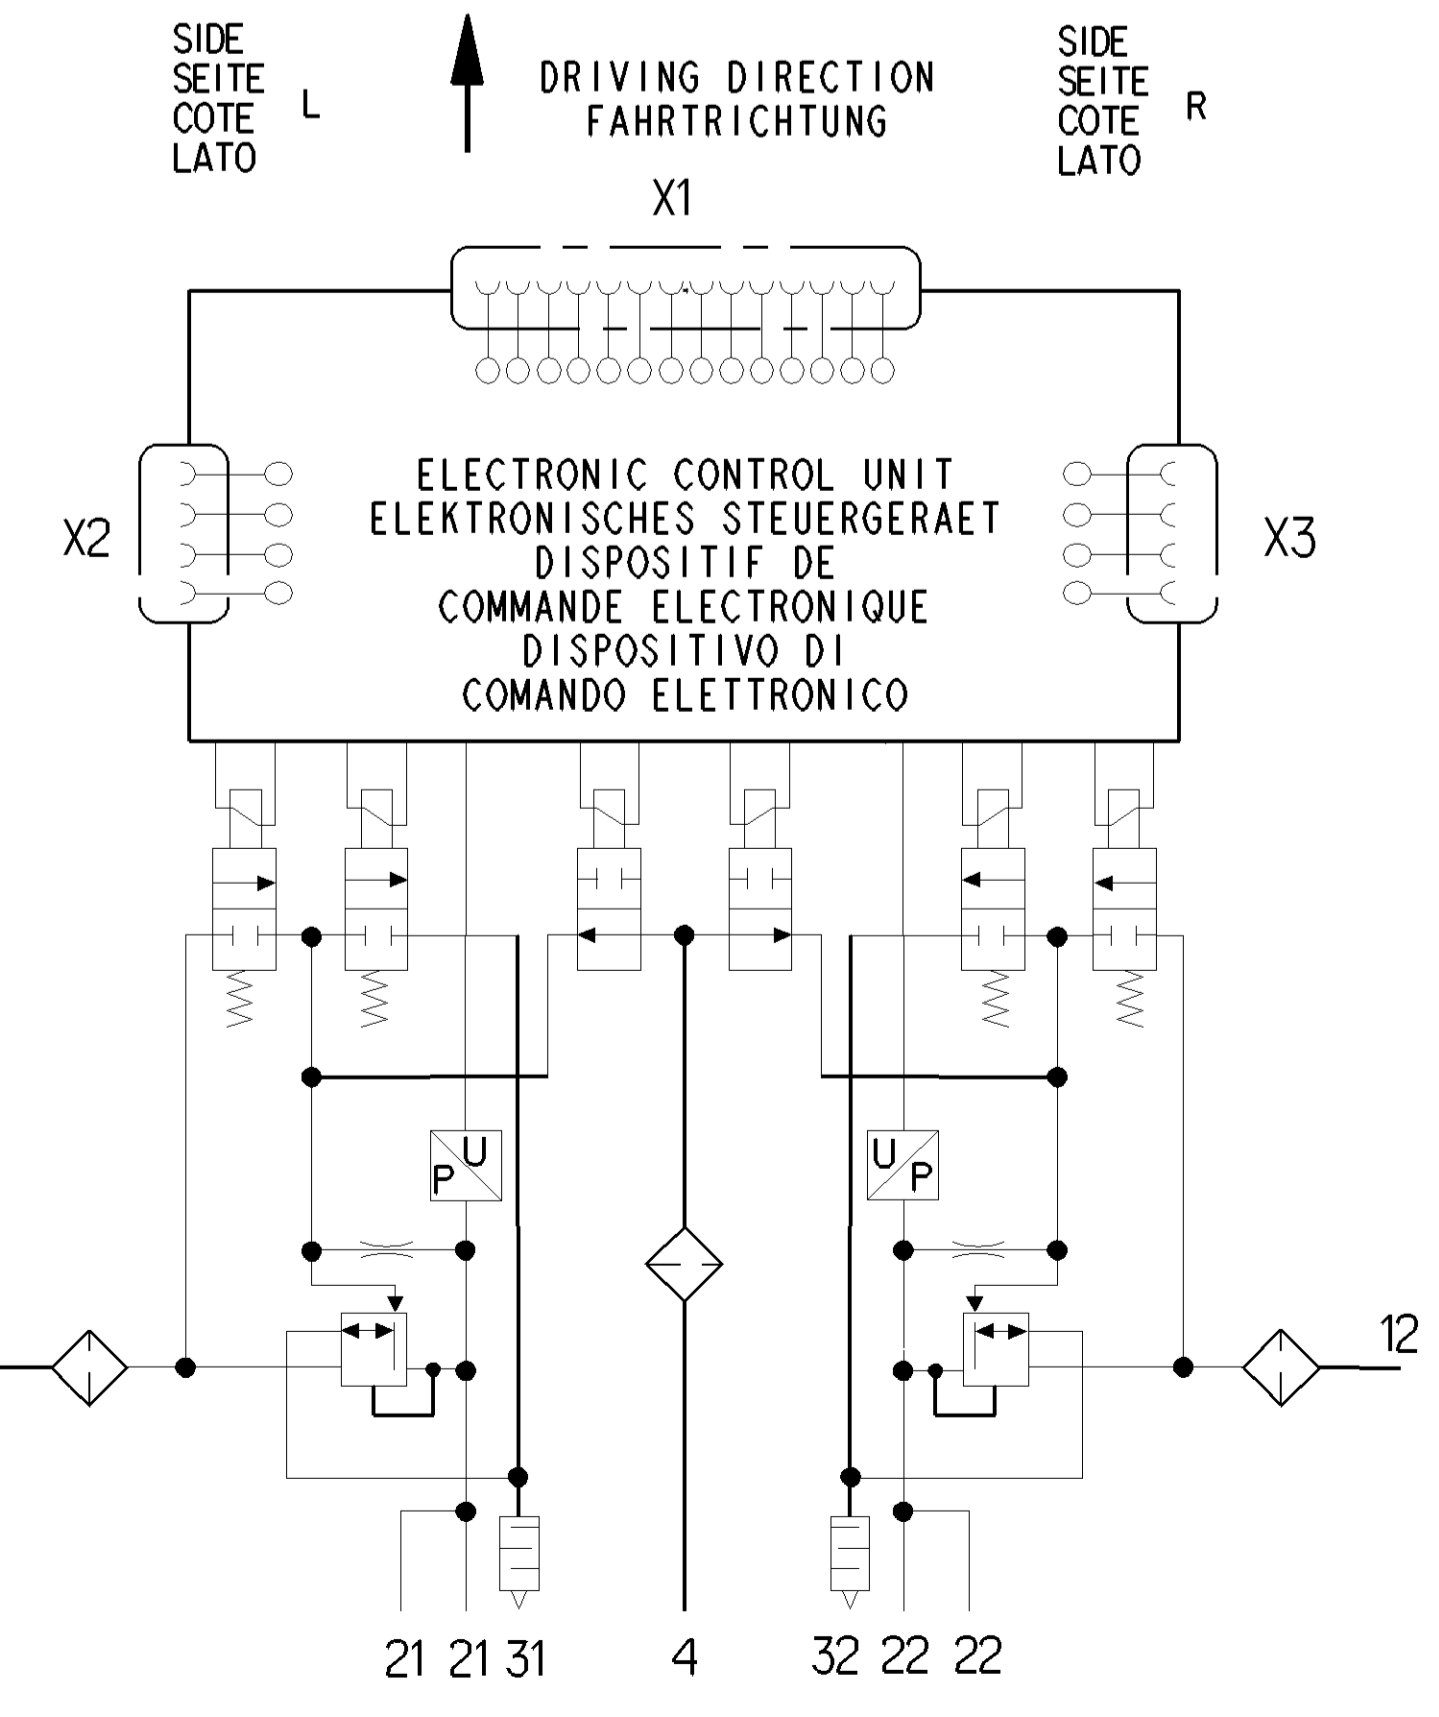 SIDE
SEITE
COTE
LATO
L
DRIVING DIRECTION
FAHRTRICHTUNG
SIDE
SEITE
COTE
LATO
R
X1
X2
ELECTRONIC CONTROL UNIT
ELEKTRONISCHES STEUERGERAET
DISPOSITIF DE
COMMANDE ELECTRONIQUE
DISPOSITIVO DI
COMANDO ELETTRONICO
X3
U
P
U
P
12
21 21 31 4 32 22 22